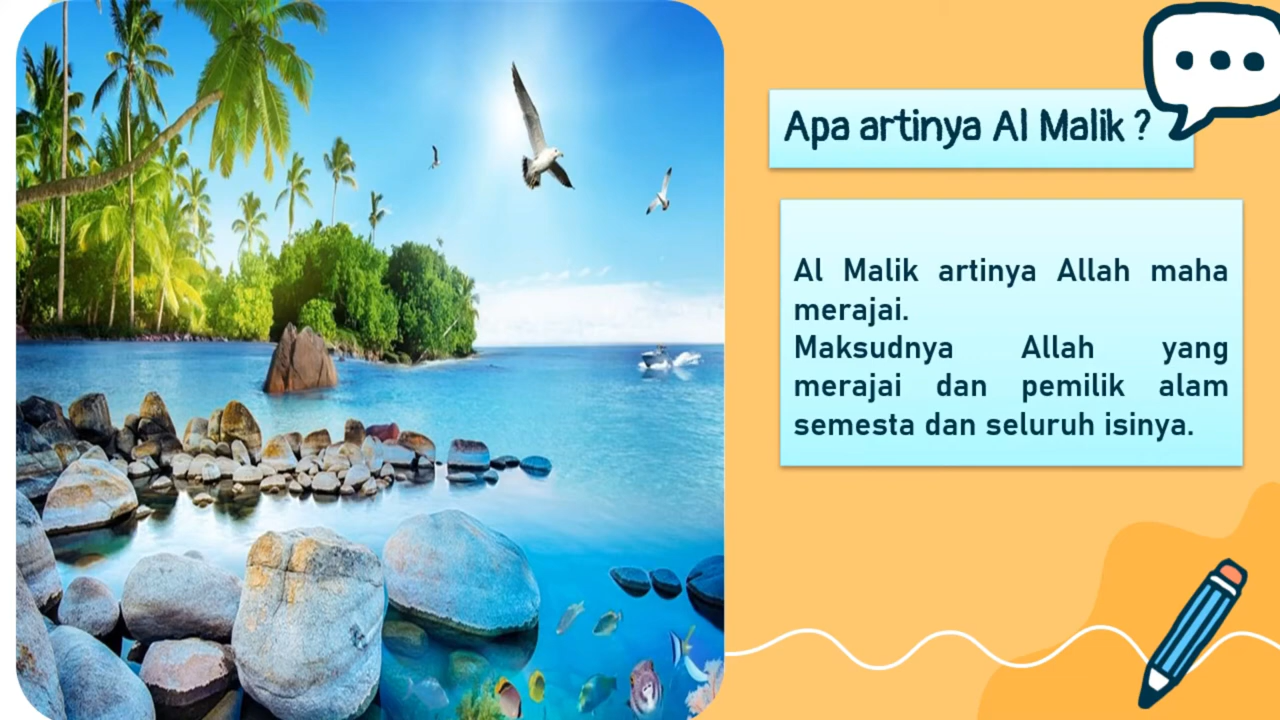 Apa artinya Al Malik ?
Al Malik artinya Allah maha
merajai.
Maksudnya Allah yang
merajai dan pemilik alam
semesta dan seluruh isinya.